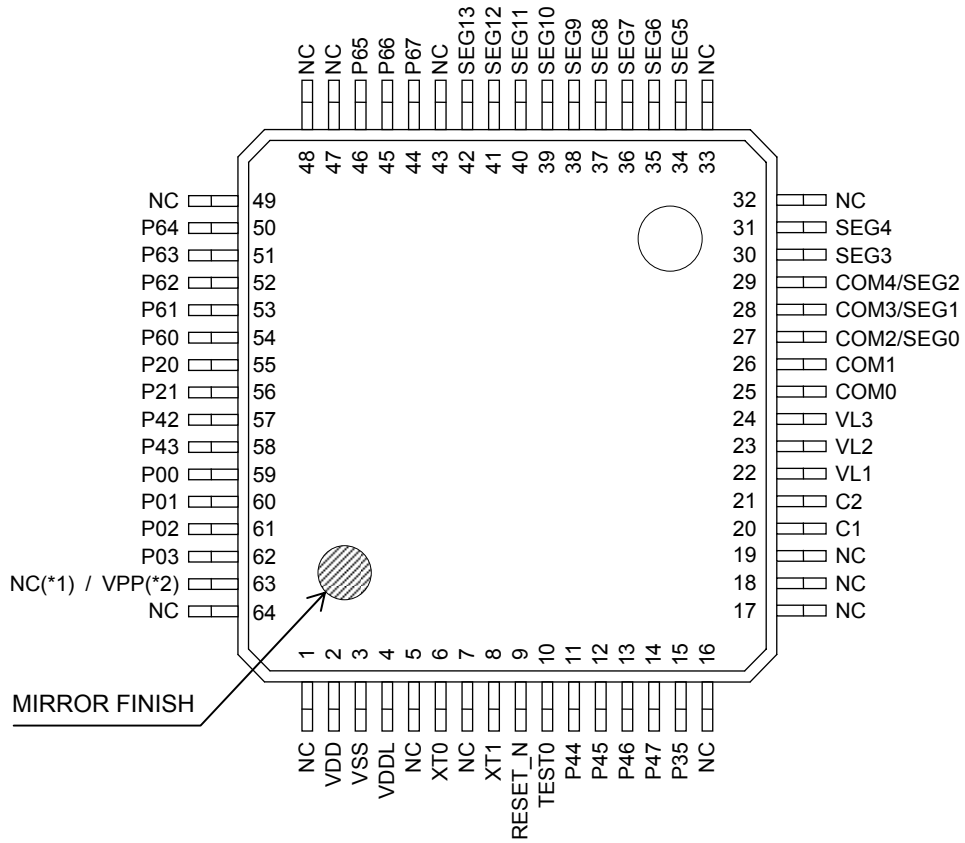 NC
NC
P65
P66
P67
NC
SEG13
SEG12
SEG11
SEG10
SEG9
SEG8
SEG7
SEG6
SEG5
NC
48
47
46
45
44
43
42
41
40
39
38
37
36
35
34
33
NC 49
P64 50
P63 51
P62 52
P61 53
P60 54
P20 55
P21 56
P42 57
P43 58
P00 59
P01 60
P02 61
P03 62
NC(*1) / VPP(*2) 63
NC 64
32 NC
31 SEG4
30 SEG3
29 COM4/SEG2
28 COM3/SEG1
27 COM2/SEG0
26 COM1
25 COM0
24 VL3
23 VL2
22 VL1
21 C2
20 C1
19 NC
18 NC
17 NC
MIRROR FINISH
1
2
3
4
5
6
7
8
9
10
11
12
13
14
15
16
NC
VDD
VSS
VDDL
NC
XT0
NC
XT1
RESET_N
TEST0
P44
P45
P46
P47
P35
NC